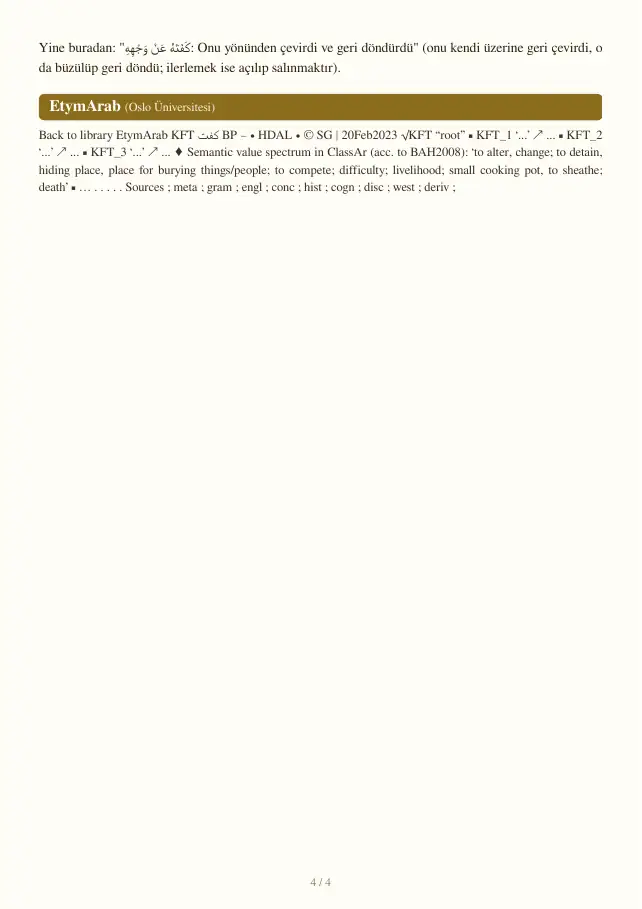 Yine buradan: "كَفَتَهُ عَنْ وَجْهِهِ: Onu yönünden çevirdi ve geri döndürdü" (onu kendi üzerine geri çevirdi, o
da büzülüp geri döndü; ilerlemek ise açılıp salınmaktır).
EtymArab (Oslo Üniversitesi)
Back to library EtymArab KFT كفت BP – • HDAL • © SG | 20Feb2023 √KFT “root” ▪ KFT_1 ‘...’ ↗ ... ▪ KFT_2
‘...’ ↗ ... ▪ KFT_3 ‘...’ ↗ ... ♦ Semantic value spectrum in ClassAr (acc. to BAH2008): ‘to alter, change; to detain,
hiding place, place for burying things/people; to compete; difficulty; livelihood; small cooking pot, to sheathe;
death’ ▪ … . . . . . Sources ; meta ; gram ; engl ; conc ; hist ; cogn ; disc ; west ; deriv ;
4 / 4